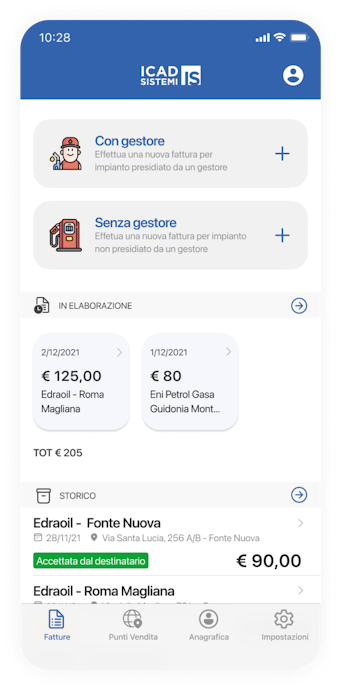 10:28
ICAD
SISTEMI IS
Con gestore
Effettua una nuova fattura per
impianto presidiato da un gestore
Senza gestore
Effettua una nuova fattura per impianto
non presidiato da un gestore
IN ELABORAZIONE
2/12/2021
€ 125,00
Edraoil - Roma
Magliana
1/12/2021
€ 80
Eni Petrol Gasa
Guidonia Mont...
TOT € 205
STORICO
Edraoil - Fonte Nuova
28/11/21 Via Santa Lucia, 256 A/B - Fonte Nuova
Accettata dal destinatario € 90,00
Edraoil - Roma Magliana
Fatture Punti Vendita Anagrafica Impostazioni